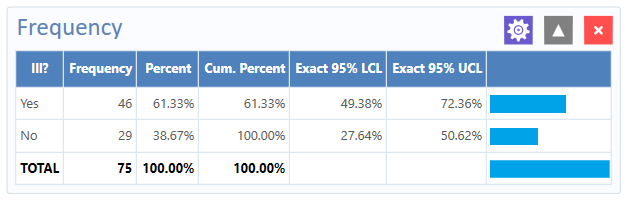 Frequency
Ill? Frequency Percent Cum. Percent Exact 95% LCL Exact 95% UCL
Yes 46 61.33% 61.33% 49.38% 72.36%
No 29 38.67% 100.00% 27.64% 50.62%
TOTAL 75 100.00% 100.00%